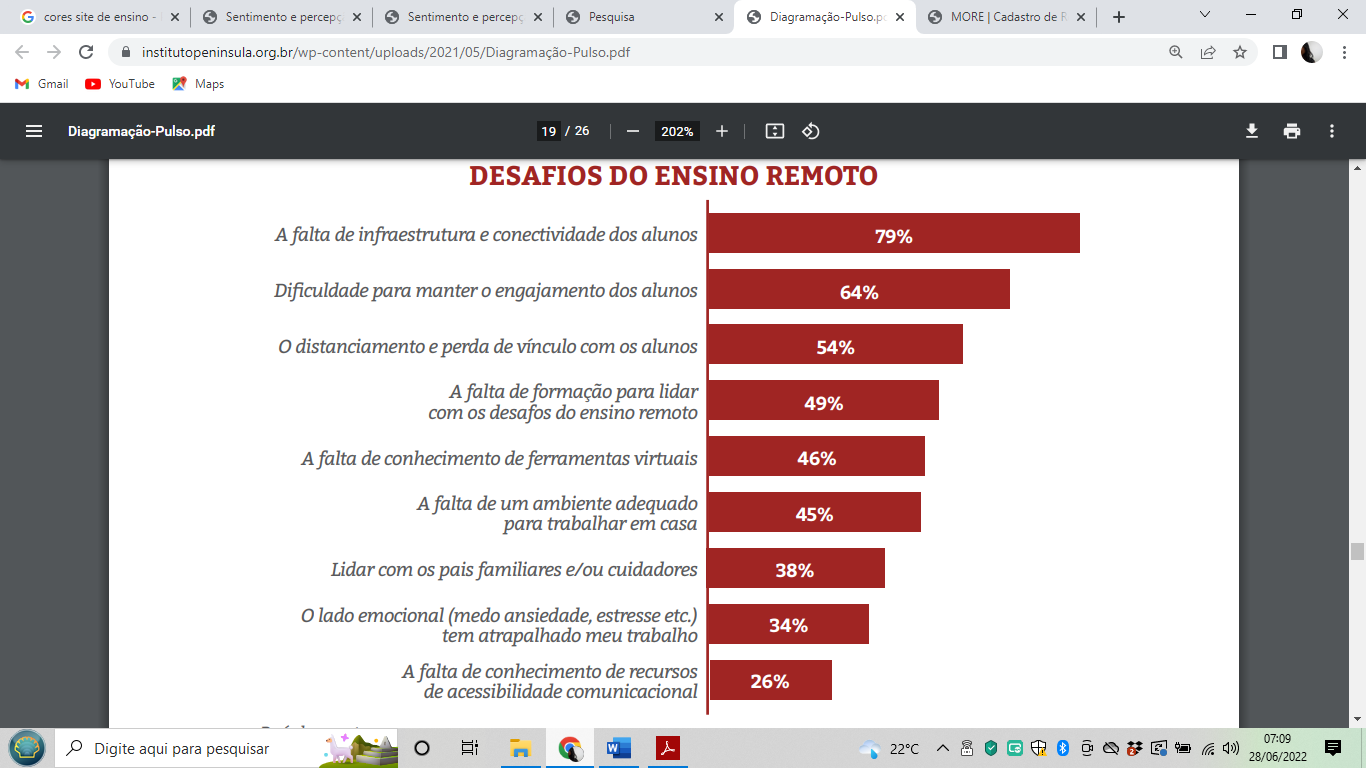 cores site de ensino -
Sentimento e percepç
Sentimento e percepç
Pesquisa
Diagramação-Pulso.pd
MORE | Cadastro de R
institutopeninsula.org.br/wp-content/uploads/2021/05/Diagramação-Pulso.pdf
Gmail
YouTube
Maps
Diagramação-Pulso.pdf
19 / 26
202%
DESAFIOS DO ENSINO REMOTO
A falta de infraestrutura e conectividade dos alunos
79%
Dificuldade para manter o engajamento dos alunos
64%
O distanciamento e perda de vínculo com os alunos
54%
A falta de formação para lidar
com os desafos do ensino remoto
49%
A falta de conhecimento de ferramentas virtuais
46%
A falta de um ambiente adequado
para trabalhar em casa
45%
Lidar com os pais familiares e/ou cuidadores
38%
O lado emocional (medo ansiedade, estresse etc.)
tem atrapalhado meu trabalho
34%
A falta de conhecimento de recursos
de acessibilidade comunicacional
26%
Digite aqui para pesquisar
22°C
07:09
28/06/2022